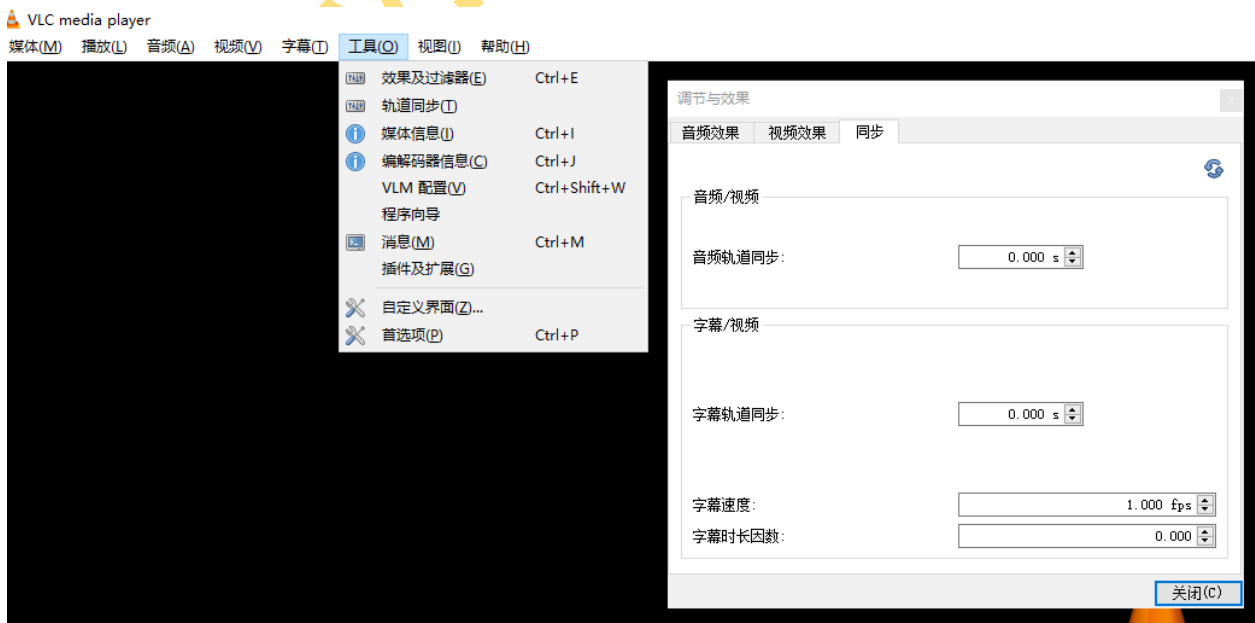 VLC media player
媒体(M) 播放(L) 音频(A) 视频(V) 字幕(T) 工具(O) 视图(I) 帮助(H)
效果及过滤器(E) Ctrl+E
轨道同步(T)
媒体信息(I) Ctrl+I
编解码器信息(C) Ctrl+J
VLM 配置(V) Ctrl+Shift+W
程序向导
消息(M) Ctrl+M
插件及扩展(G)
自定义界面(Z)...
首选项(P) Ctrl+P
调节与效果
音频效果 视频效果 同步
音频/视频
音频轨道同步: 0.000 s
字幕/视频
字幕轨道同步: 0.000 s
字幕速度: 1.000 fps
字幕时长因数: 0.000
关闭(C)